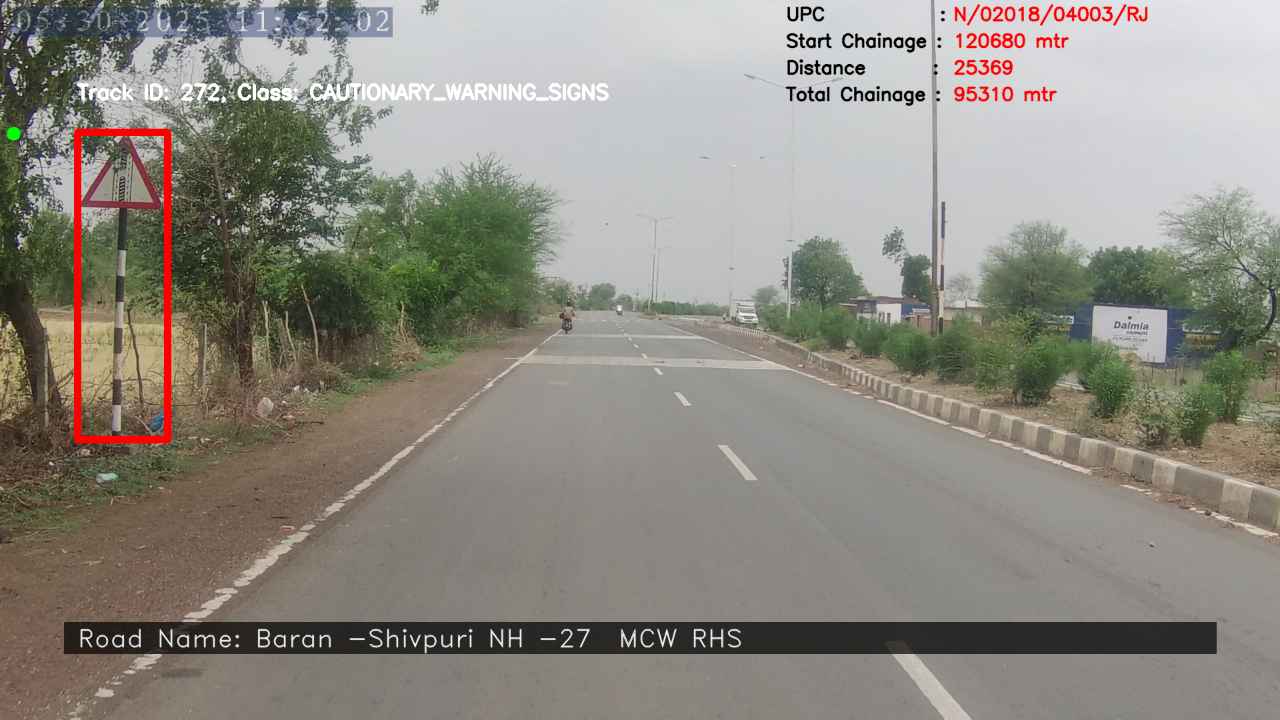 05-30-2025 11:52:02
UPC : N/02018/04003/RJ
Start Chainage : 120680 mtr
Distance : 25369
Total Chainage : 95310 mtr
Track ID: 272, Class: CAUTIONARY_WARNING_SIGNS
Dalmia
Road Name: Baran -Shivpuri NH -27 MCW RHS